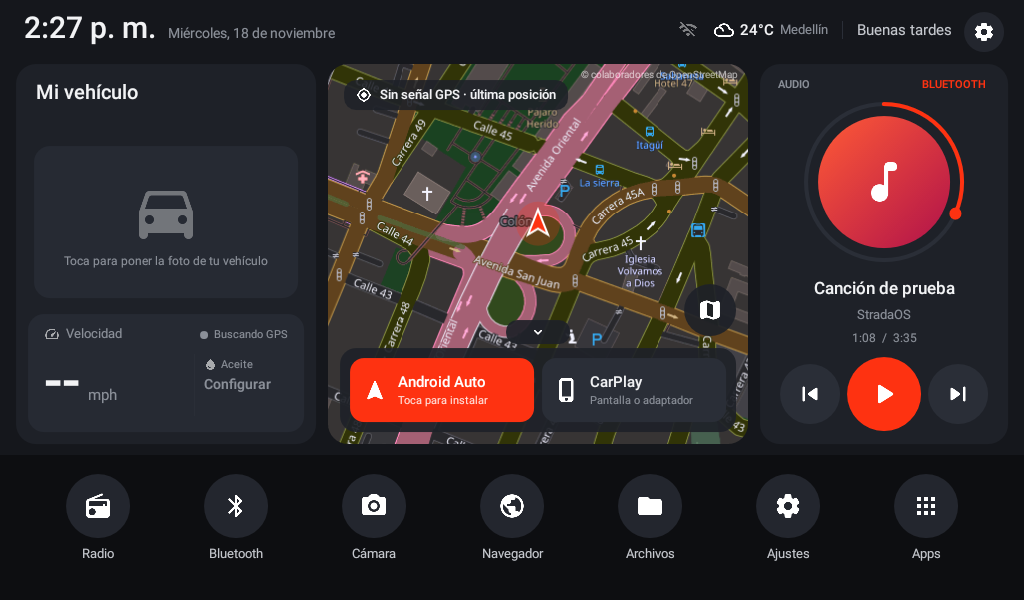 2:27 p. m.
Miércoles, 18 de noviembre
24°C Medellín
Buenas tardes
Mi vehículo
Toca para poner la foto de tu vehículo
Velocidad
Buscando GPS
-- mph
Aceite
Configurar
© colaboradores de OpenStreetMap
Sin señal GPS · última posición
Hotel 47
Pájaro
Herido
Calle 45
Carrera 49
Avenida Oriental
Itagüí
La sierra
Carrera 45A
Colón
Calle 44
Carrera 45
Iglesia
Volvamos
a Dios
Avenida San Juan
Calle 43
Carrera 48
Calle 43
Android Auto
Toca para instalar
CarPlay
Pantalla o adaptador
AUDIO
BLUETOOTH
Canción de prueba
StradaOS
1:08 / 3:35
Radio
Bluetooth
Cámara
Navegador
Archivos
Ajustes
Apps